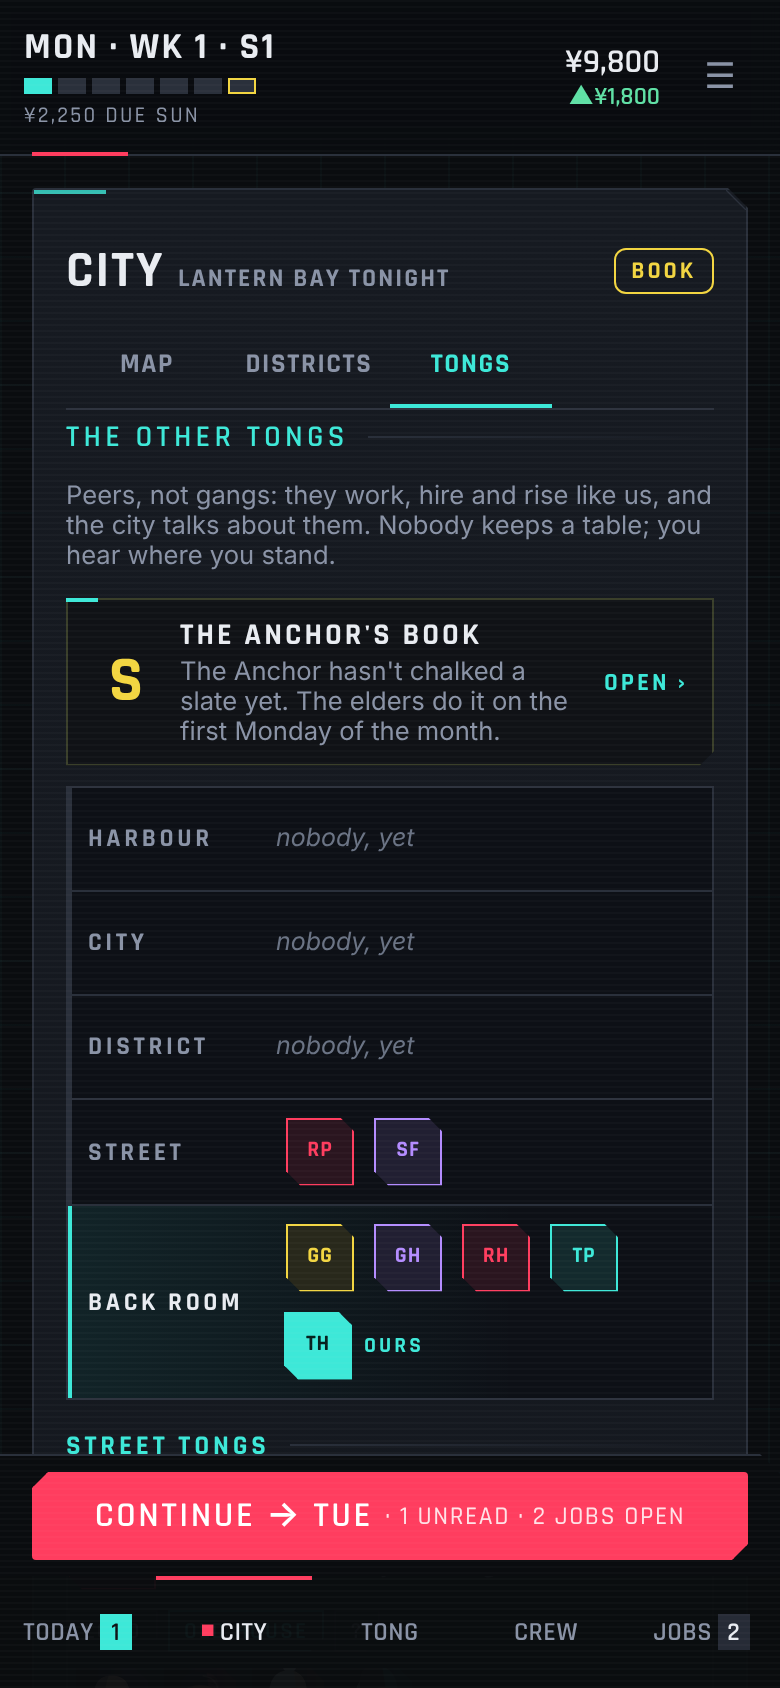 MON · WK 1 · S1
¥2,250 DUE SUN
¥9,800
▲¥1,800
☰
CITY LANTERN BAY TONIGHT
BOOK
MAP DISTRICTS TONGS
THE OTHER TONGS
Peers, not gangs: they work, hire and rise like us, and
the city talks about them. Nobody keeps a table; you
hear where you stand.
S
THE ANCHOR'S BOOK
The Anchor hasn't chalked a
slate yet. The elders do it on the
first Monday of the month.
OPEN ›
HARBOUR nobody, yet
CITY nobody, yet
DISTRICT nobody, yet
STREET RP SF
BACK ROOM GG GH RH TP
TH OURS
STREET TONGS
CONTINUE → TUE · 1 UNREAD · 2 JOBS OPEN
TODAY 1 CITY TONG CREW JOBS 2